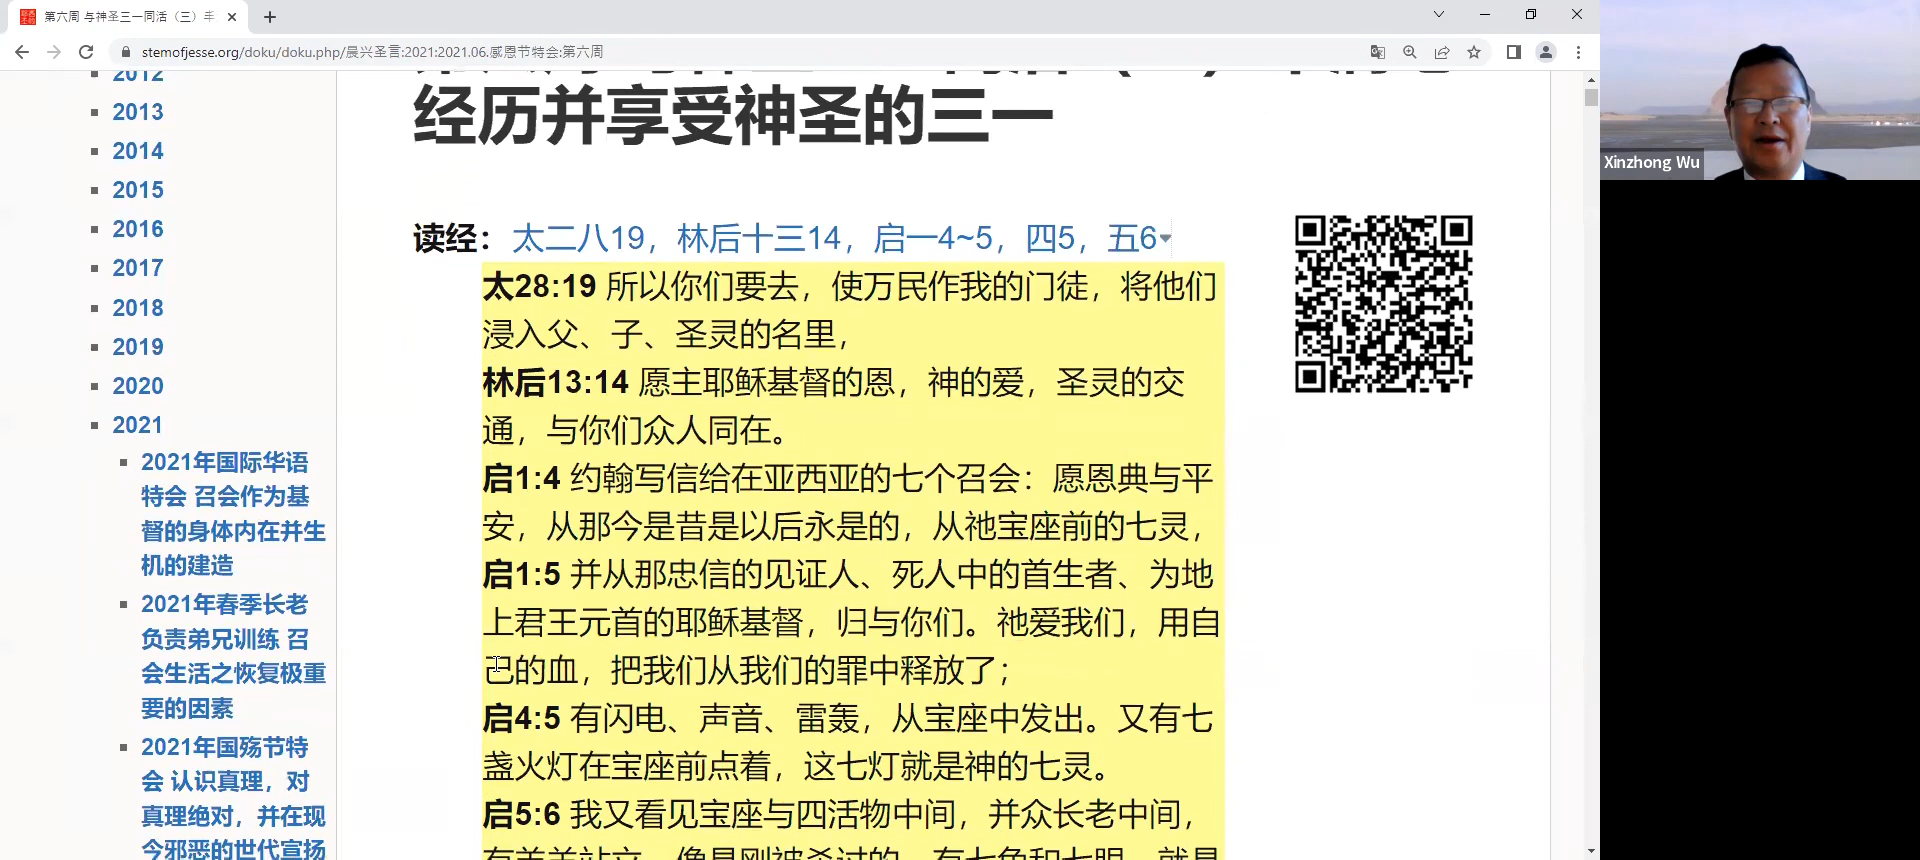 第六周 与神圣三一同活（三）丰
stemofjesse.org/doku/doku.php/晨兴圣言:2021:2021.06.感恩节特会:第六周
2012
2013
2014
2015
2016
2017
2018
2019
2020
2021
2021年国际华语
特会 召会作为基
督的身体内在并生
机的建造
2021年春季长老
负责弟兄训练 召
会生活之恢复极重
要的因素
2021年国殇节特
会 认识真理，对
真理绝对，并在现
今邪恶的世代宣扬
经历并享受神圣的三一
读经：太二八19，林后十三14，启一4~5，四5，五6
太28:19 所以你们要去，使万民作我的门徒，将他们
浸入父、子、圣灵的名里，
林后13:14 愿主耶稣基督的恩，神的爱，圣灵的交
通，与你们众人同在。
启1:4 约翰写信给在亚西亚的七个召会：愿恩典与平
安，从那今是昔是以后永是的，从祂宝座前的七灵，
启1:5 并从那忠信的见证人、死人中的首生者、为地
上君王元首的耶稣基督，归与你们。祂爱我们，用自
己的血，把我们从我们的罪中释放了；
启4:5 有闪电、声音、雷轰，从宝座中发出。又有七
盏火灯在宝座前点着，这七灯就是神的七灵。
启5:6 我又看见宝座与四活物中间，并众长老中间，
Xinzhong Wu